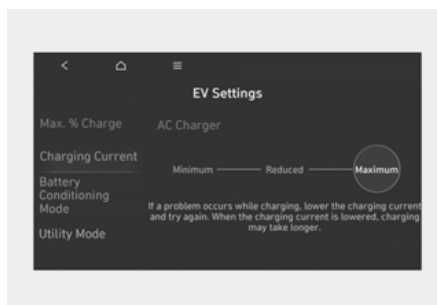 EV Settings
Max. % Charge
AC Charger
Charging Current
Minimum
Reduced
Maximum
Battery
Conditioning
Mode
If a problem occurs while charging, lower the charging current
and try again. When the charging current is lowered, charging
may take longer.
Utility Mode